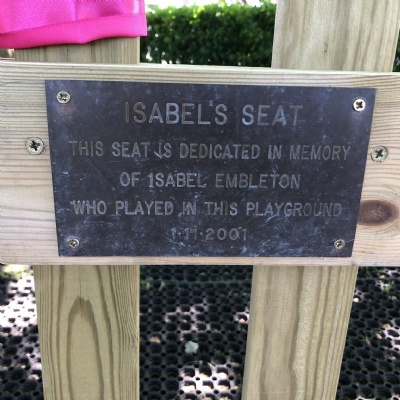 ISABEL'S SEAT
THIS SEAT IS DEDICATED IN MEMORY
OF ISABEL EMBLETON
WHO PLAYED IN THIS PLAYGROUND
1·11·2001